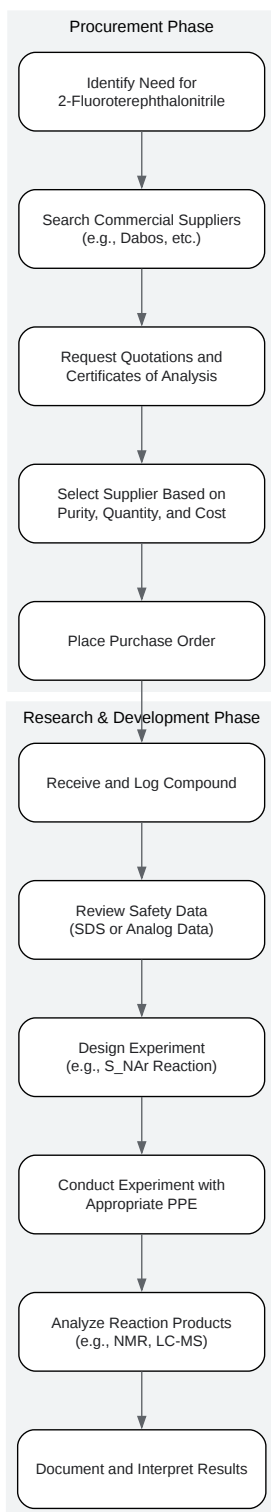 Procurement Phase
Identify Need for
2-Fluoroterephthalonitrile
Search Commercial Suppliers
(e.g., Dabos, etc.)
Request Quotations and
Certificates of Analysis
Select Supplier Based on
Purity, Quantity, and Cost
Place Purchase Order
Research & Development Phase
Receive and Log Compound
Review Safety Data
(SDS or Analog Data)
Design Experiment
(e.g., S_NAr Reaction)
Conduct Experiment with
Appropriate PPE
Analyze Reaction Products
(e.g., NMR, LC-MS)
Document and Interpret Results